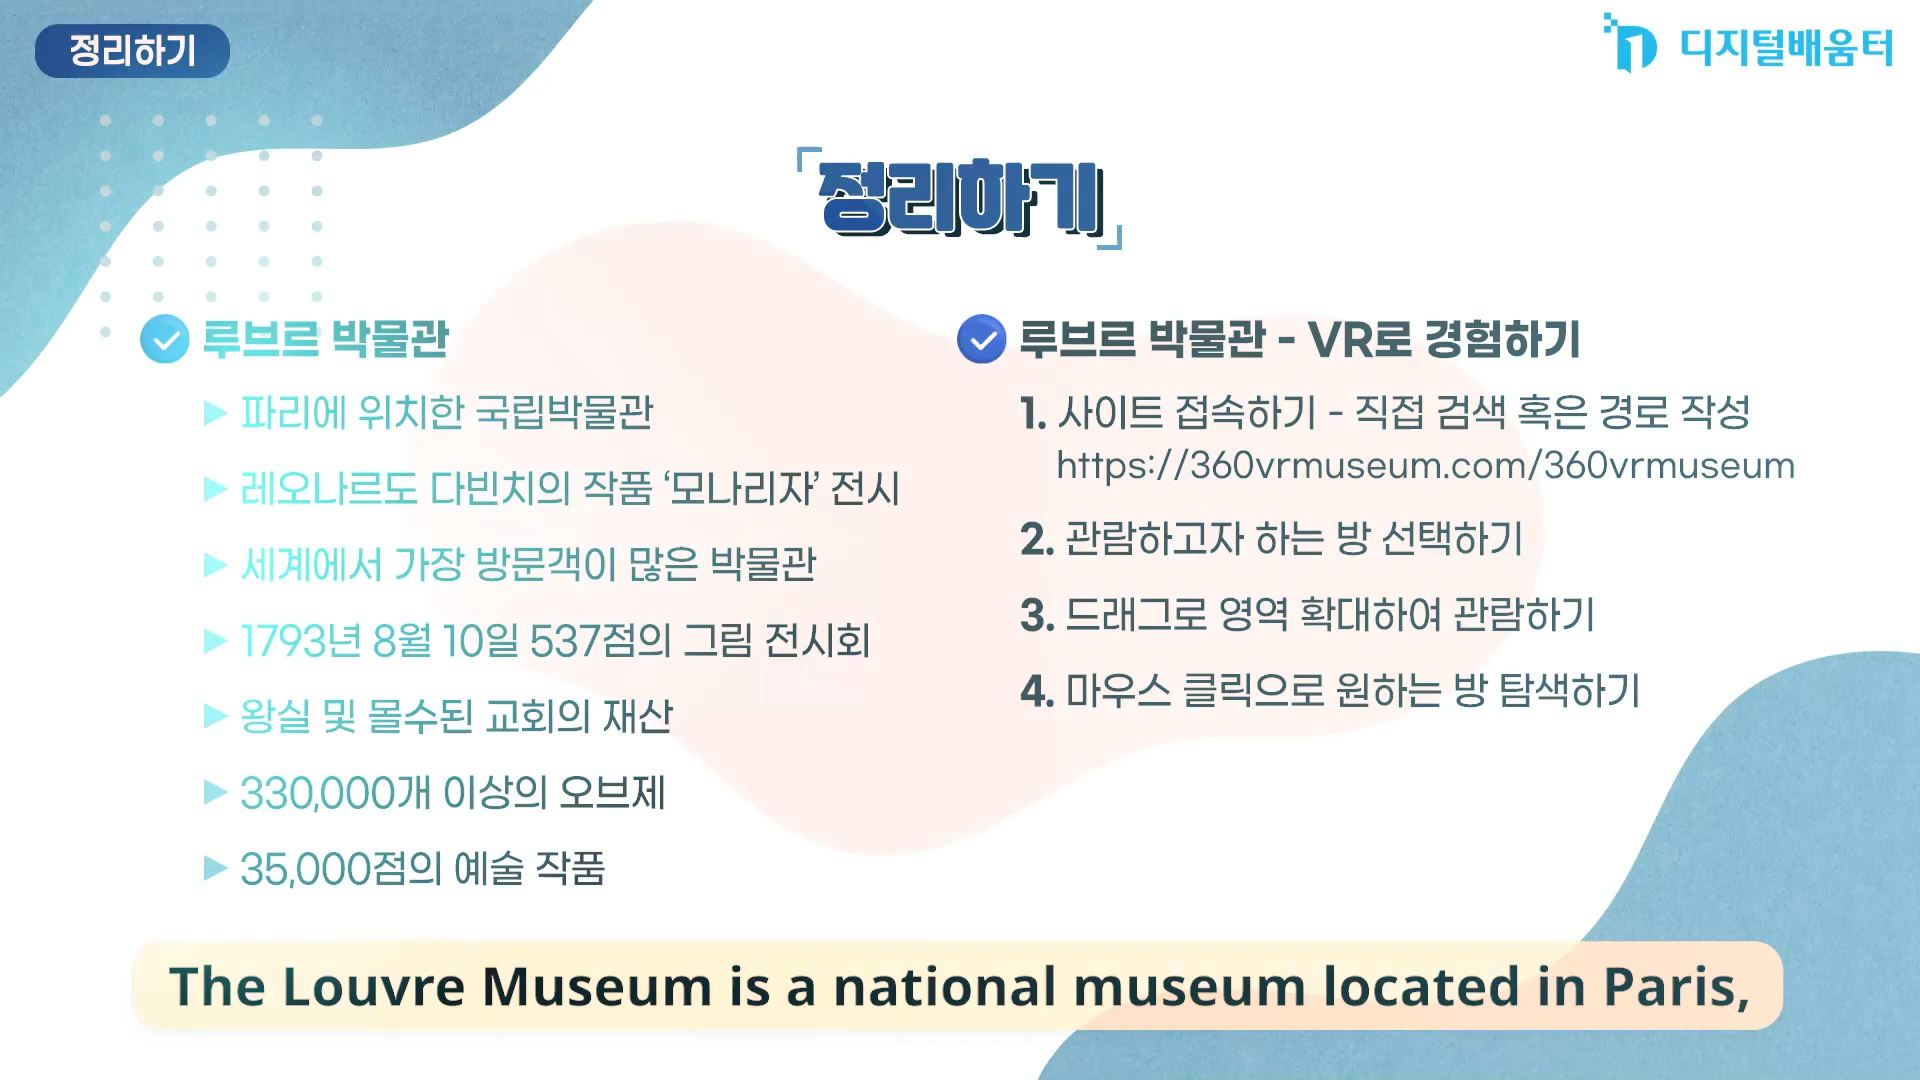 정리하기
디지털배움터
정리하기
루브르 박물관
▶ 파리에 위치한 국립박물관
▶ 레오나르도 다빈치의 작품 ‘모나리자’ 전시
▶ 세계에서 가장 방문객이 많은 박물관
▶ 1793년 8월 10일 537점의 그림 전시회
▶ 왕실 및 몰수된 교회의 재산
▶ 330,000개 이상의 오브제
▶ 35,000점의 예술 작품
루브르 박물관 - VR로 경험하기
1. 사이트 접속하기 - 직접 검색 혹은 경로 작성
https://360vrmuseum.com/360vrmuseum
2. 관람하고자 하는 방 선택하기
3. 드래그로 영역 확대하여 관람하기
4. 마우스 클릭으로 원하는 방 탐색하기
The Louvre Museum is a national museum located in Paris,